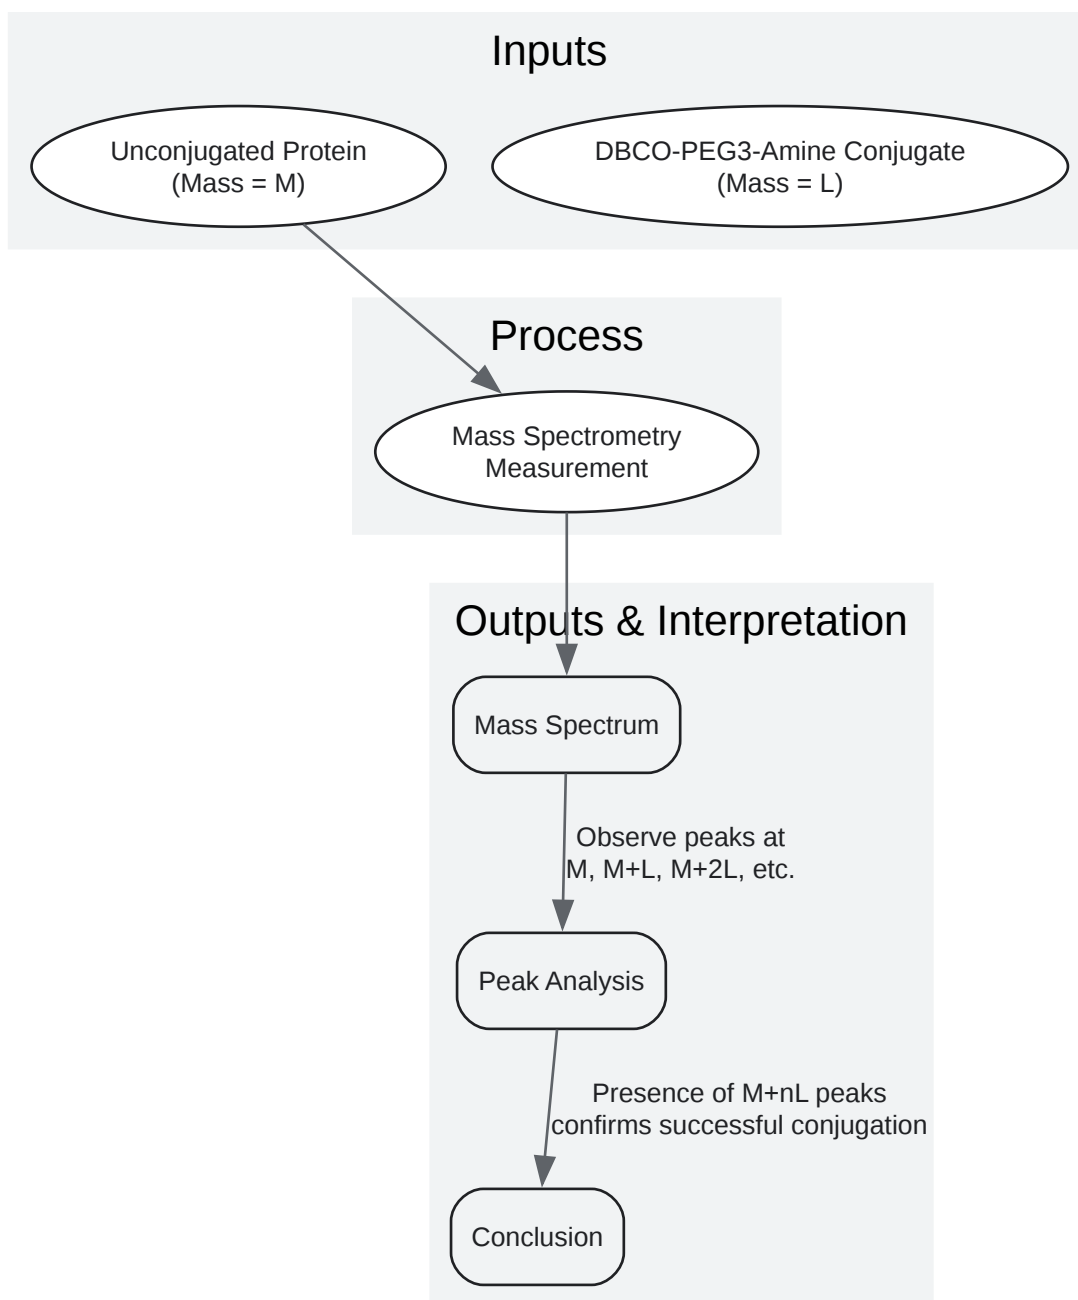 Inputs
Unconjugated Protein
(Mass = M)
DBCO-PEG3-Amine Conjugate
(Mass = L)
Process
Mass Spectrometry
Measurement
Outputs & Interpretation
Mass Spectrum
Observe peaks at
M, M+L, M+2L, etc.
Peak Analysis
Presence of M+nL peaks
confirms successful conjugation
Conclusion